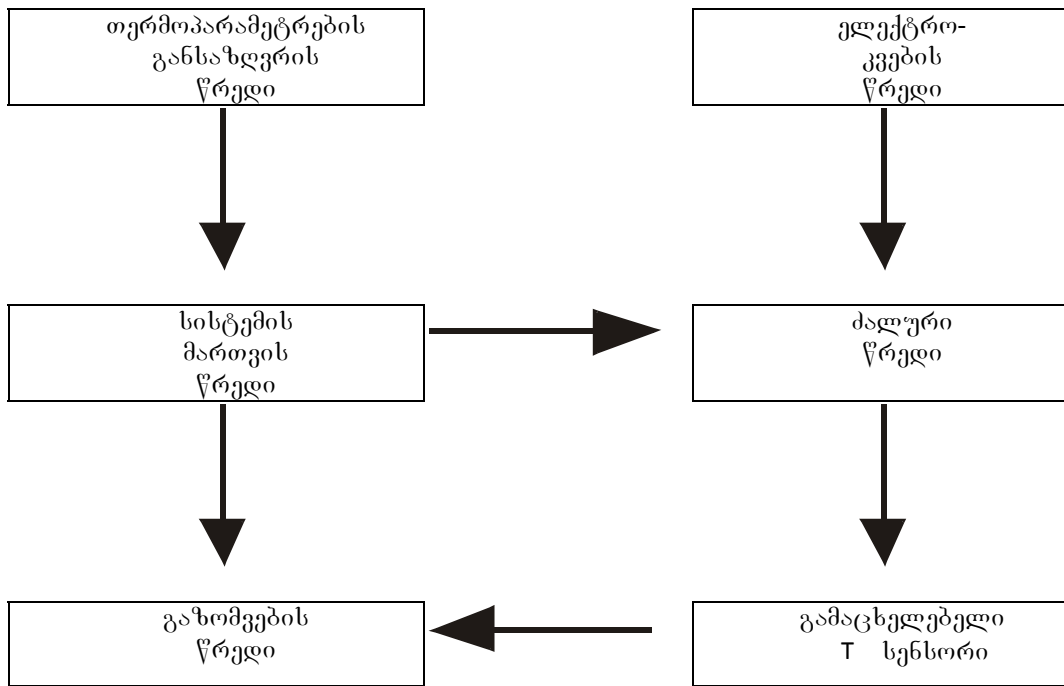 თერმოპარამეტრების
განსაზღვრის
წრედი
ელექტრო-
კვების
წრედი
სისტემის
მართვის
წრედი
ძალური
წრედი
გაზომვების
წრედი
გამაცხელებელი
T სენსორი